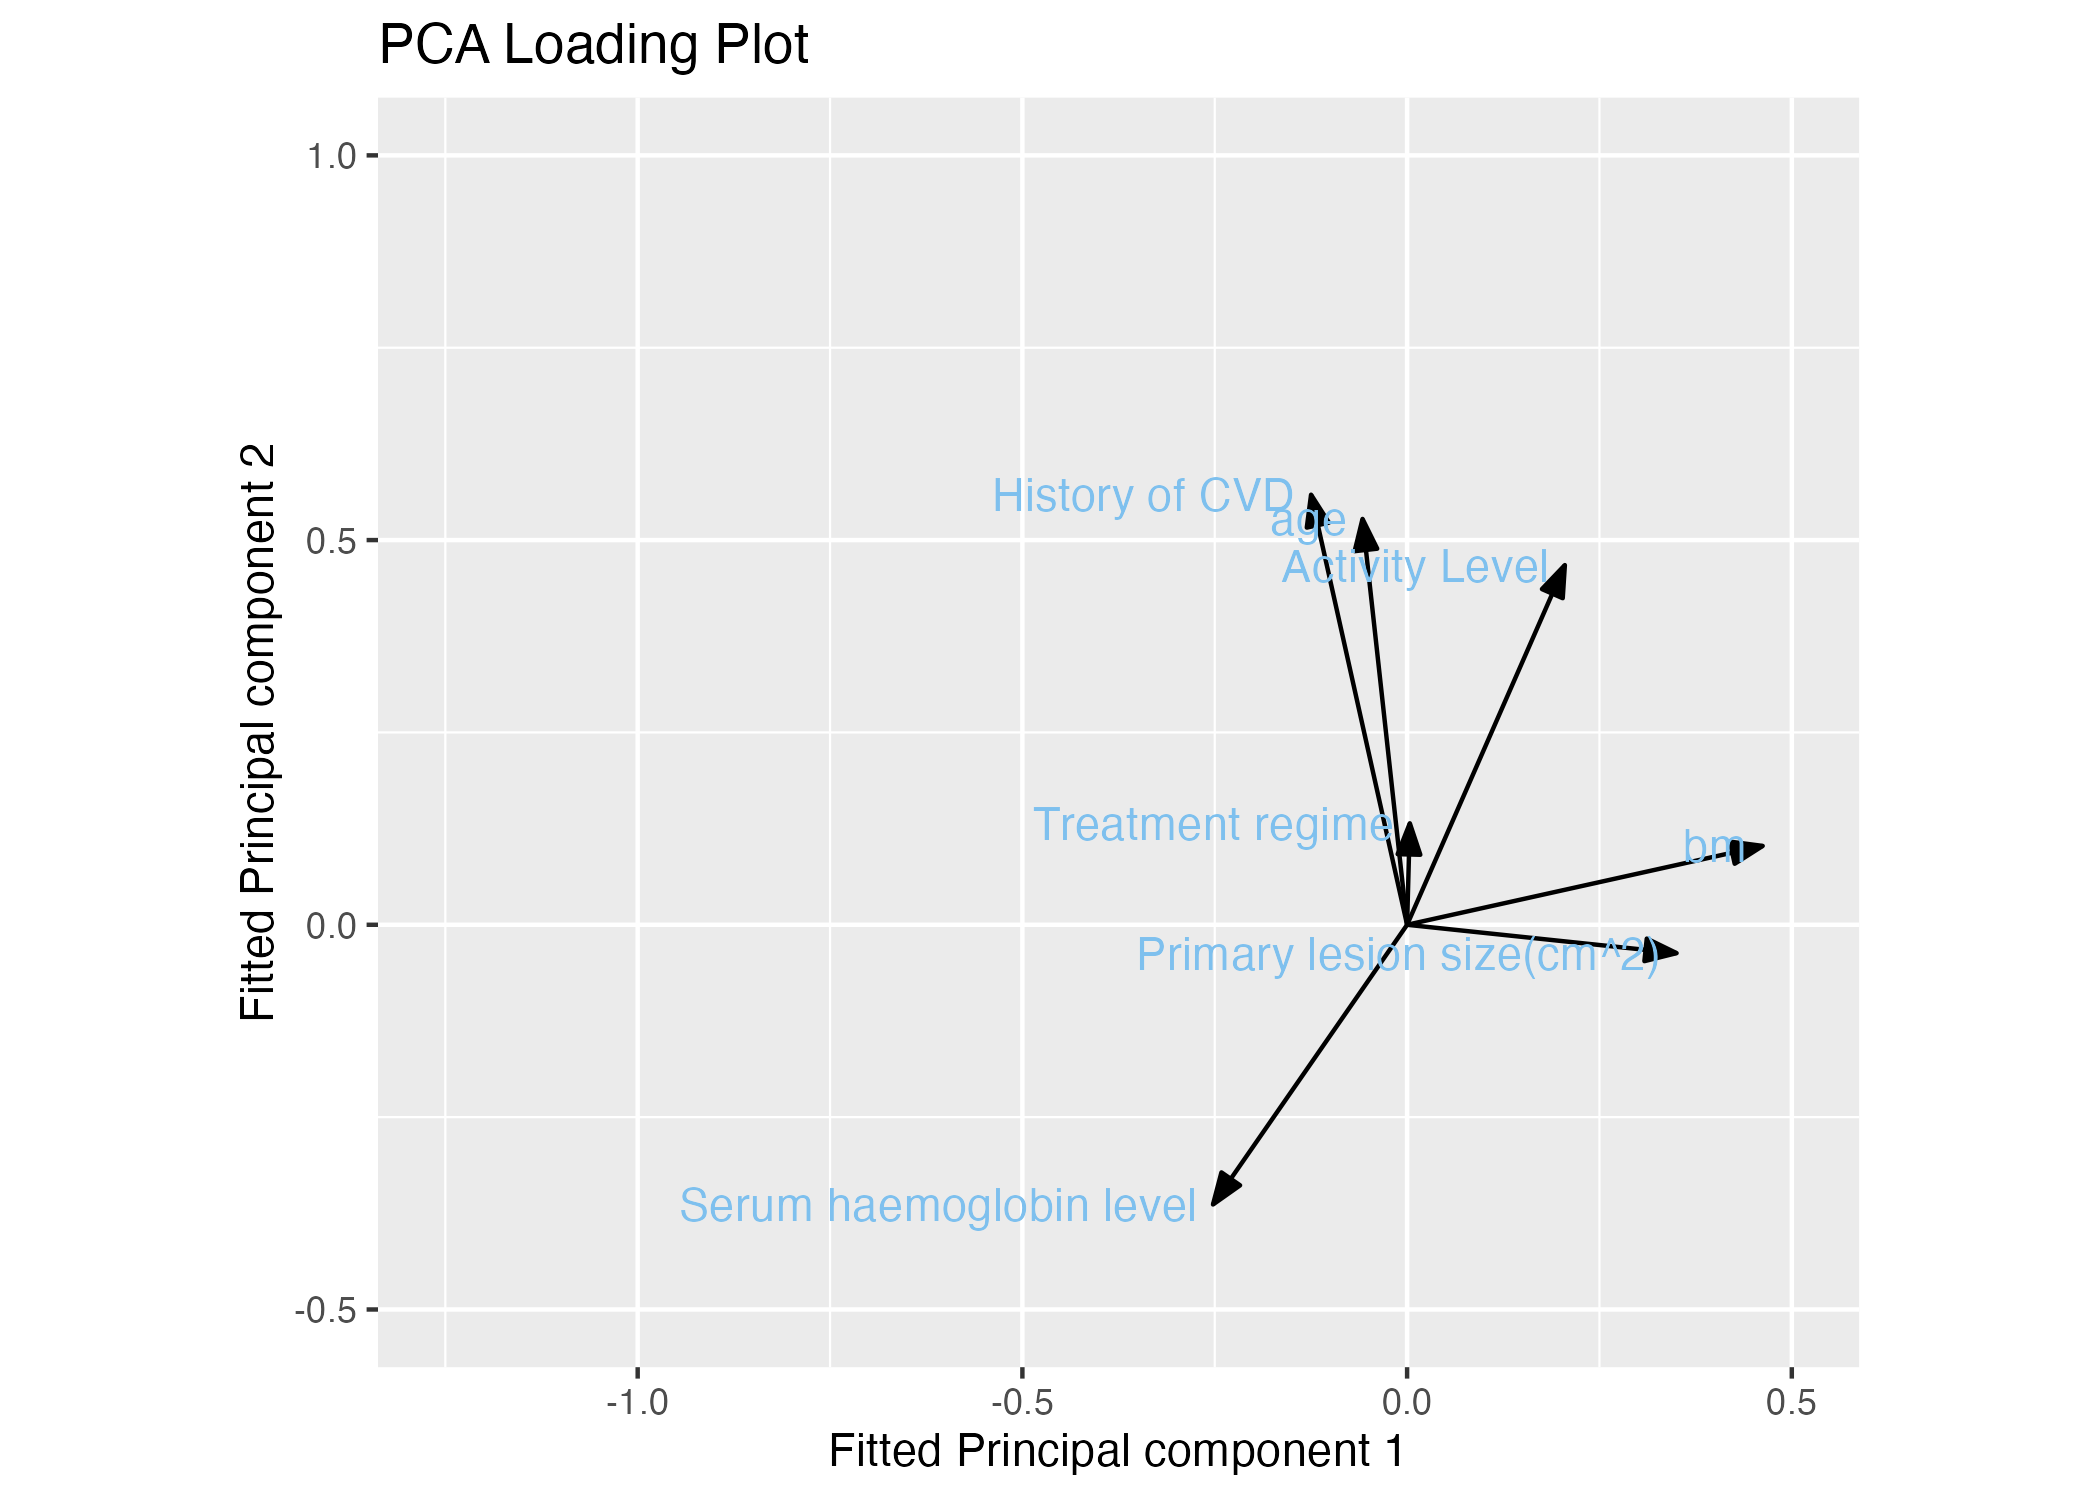 PCA Loading Plot
1.0
0.5
0.0
-0.5
Fitted Principal component 2
History of CVD
age
Activity Level
Treatment regime
bm
Primary lesion size(cm^2)
Serum haemoglobin level
-1.0
-0.5
0.0
0.5
Fitted Principal component 1